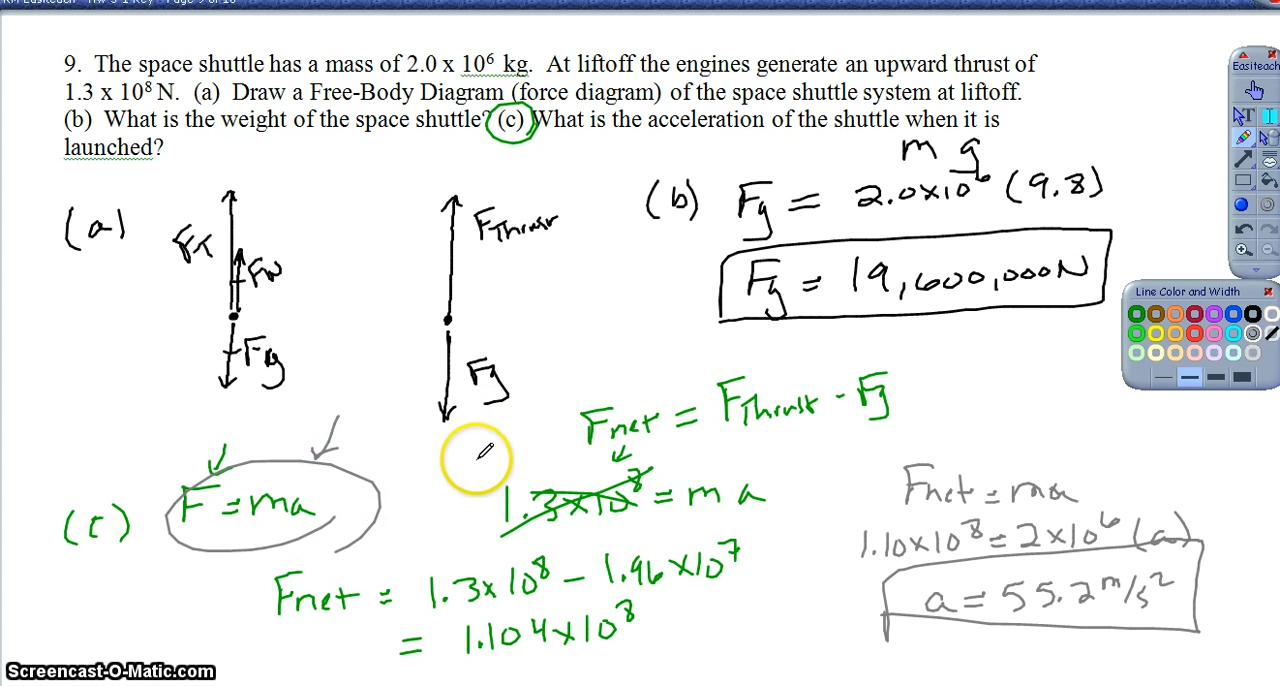 9. The space shuttle has a mass of 2.0 x 10⁶ kg. At liftoff the engines generate an upward thrust of
1.3 x 10⁸ N. (a) Draw a Free-Body Diagram (force diagram) of the space shuttle system at liftoff.
(b) What is the weight of the space shuttle? (c) What is the acceleration of the shuttle when it is
launched?
Easiteach
(a)
FT
FN
Fg
FThrust
Fg
m g
(b) Fg = 2.0x10⁶ (9.8)
Fg = 19,600,000N
Line Color and Width
Fnet = FThrust - Fg
(c) F = ma
1.3x10⁸ = m a
Fnet = 1.3x10⁸ - 1.96x10⁷
= 1.104x10⁸
Fnet = ma
1.10x10⁸ = 2x10⁶ (a)
a = 55.2 m/s²
Screencast-O-Matic.com